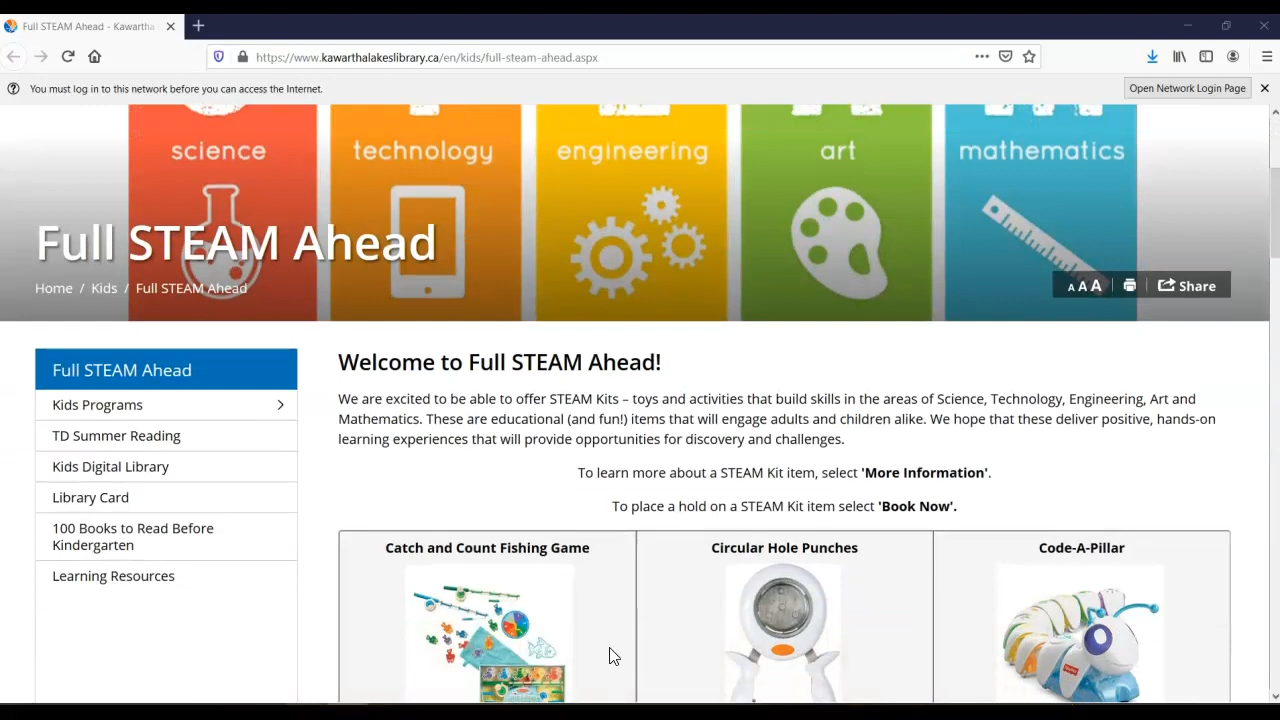 Full STEAM Ahead - Kawartha
https://www.kawarthalakeslibrary.ca/en/kids/full-steam-ahead.aspx
You must log in to this network before you can access the Internet.
Open Network Login Page
science
technology
engineering
art
mathematics
Full STEAM Ahead
Home / Kids / Full STEAM Ahead
A A A
Share
Full STEAM Ahead
Kids Programs
TD Summer Reading
Kids Digital Library
Library Card
100 Books to Read Before
Kindergarten
Learning Resources
Welcome to Full STEAM Ahead!
We are excited to be able to offer STEAM Kits – toys and activities that build skills in the areas of Science, Technology, Engineering, Art and
Mathematics. These are educational (and fun!) items that will engage adults and children alike. We hope that these deliver positive, hands-on
learning experiences that will provide opportunities for discovery and challenges.
To learn more about a STEAM Kit item, select 'More Information'.
To place a hold on a STEAM Kit item select 'Book Now'.
Catch and Count Fishing Game
Circular Hole Punches
Code-A-Pillar